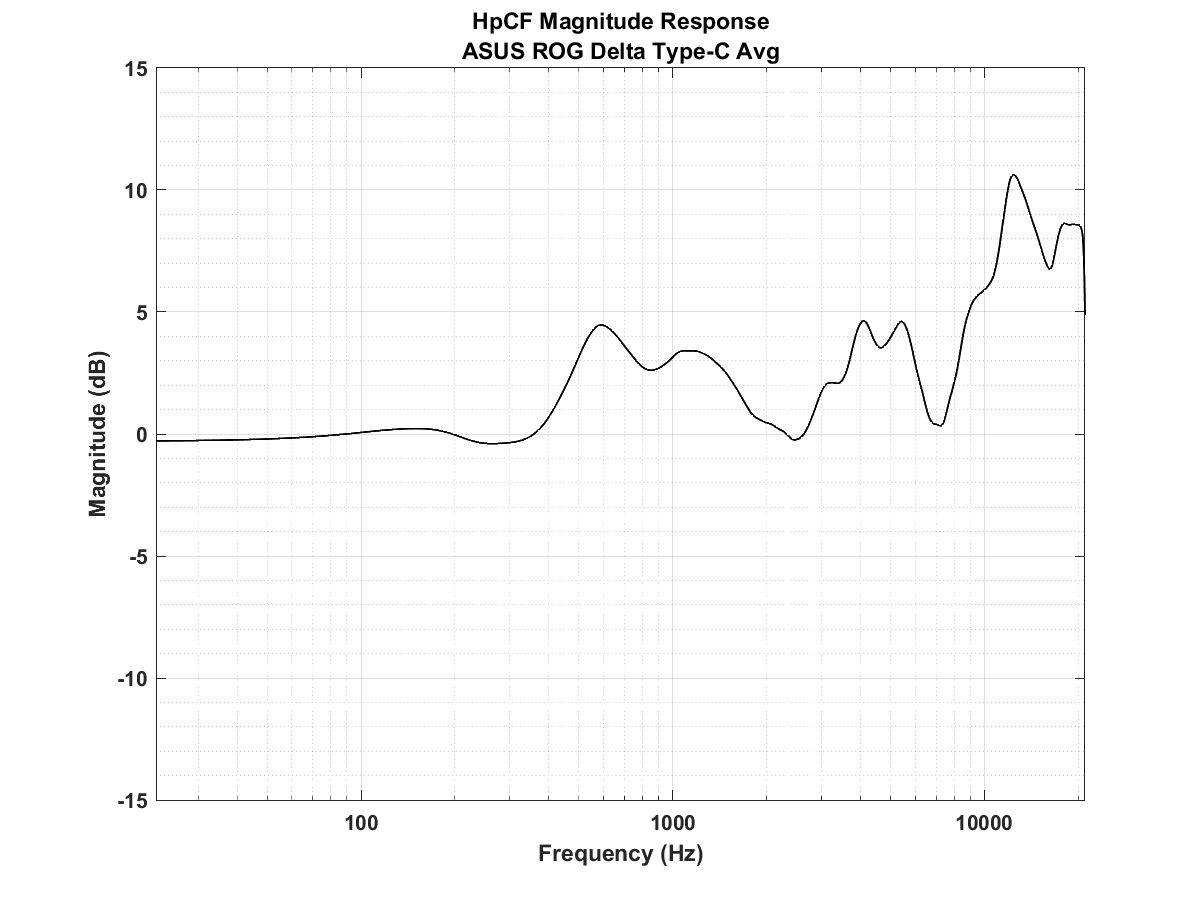 HpCF Magnitude Response
ASUS ROG Delta Type-C Avg
15
10
5
0
-5
-10
-15
Magnitude (dB)
100
1000
10000
Frequency (Hz)